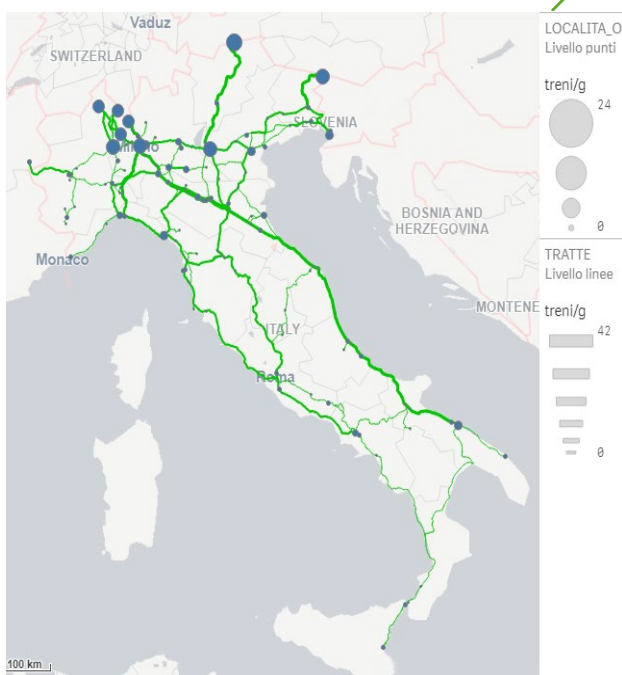 Vaduz
SWITZERLAND
SLOVENIA
Milano
BOSNIA AND
HERZEGOVINA
Monaco
MONTENE
ITALY
Roma
100 km
LOCALITA_O
Livello punti
treni/g
24
0
TRATTE
Livello linee
treni/g
42
0